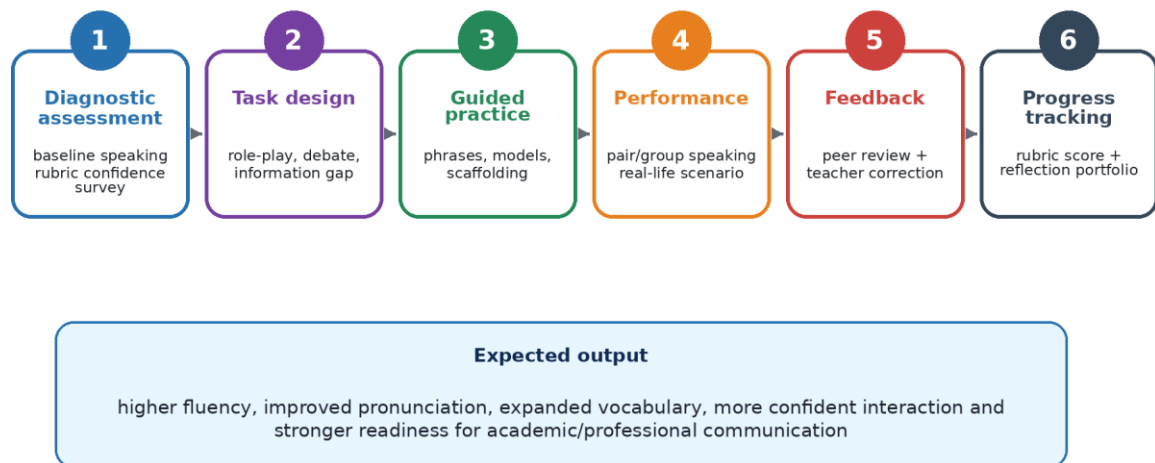 1
Diagnostic
assessment
baseline speaking
rubric confidence
survey
2
Task design
role-play, debate,
information gap
3
Guided
practice
phrases, models,
scaffolding
4
Performance
pair/group speaking
real-life scenario
5
Feedback
peer review +
teacher correction
6
Progress
tracking
rubric score +
reflection portfolio
Expected output
higher fluency, improved pronunciation, expanded vocabulary, more confident interaction and
stronger readiness for academic/professional communication